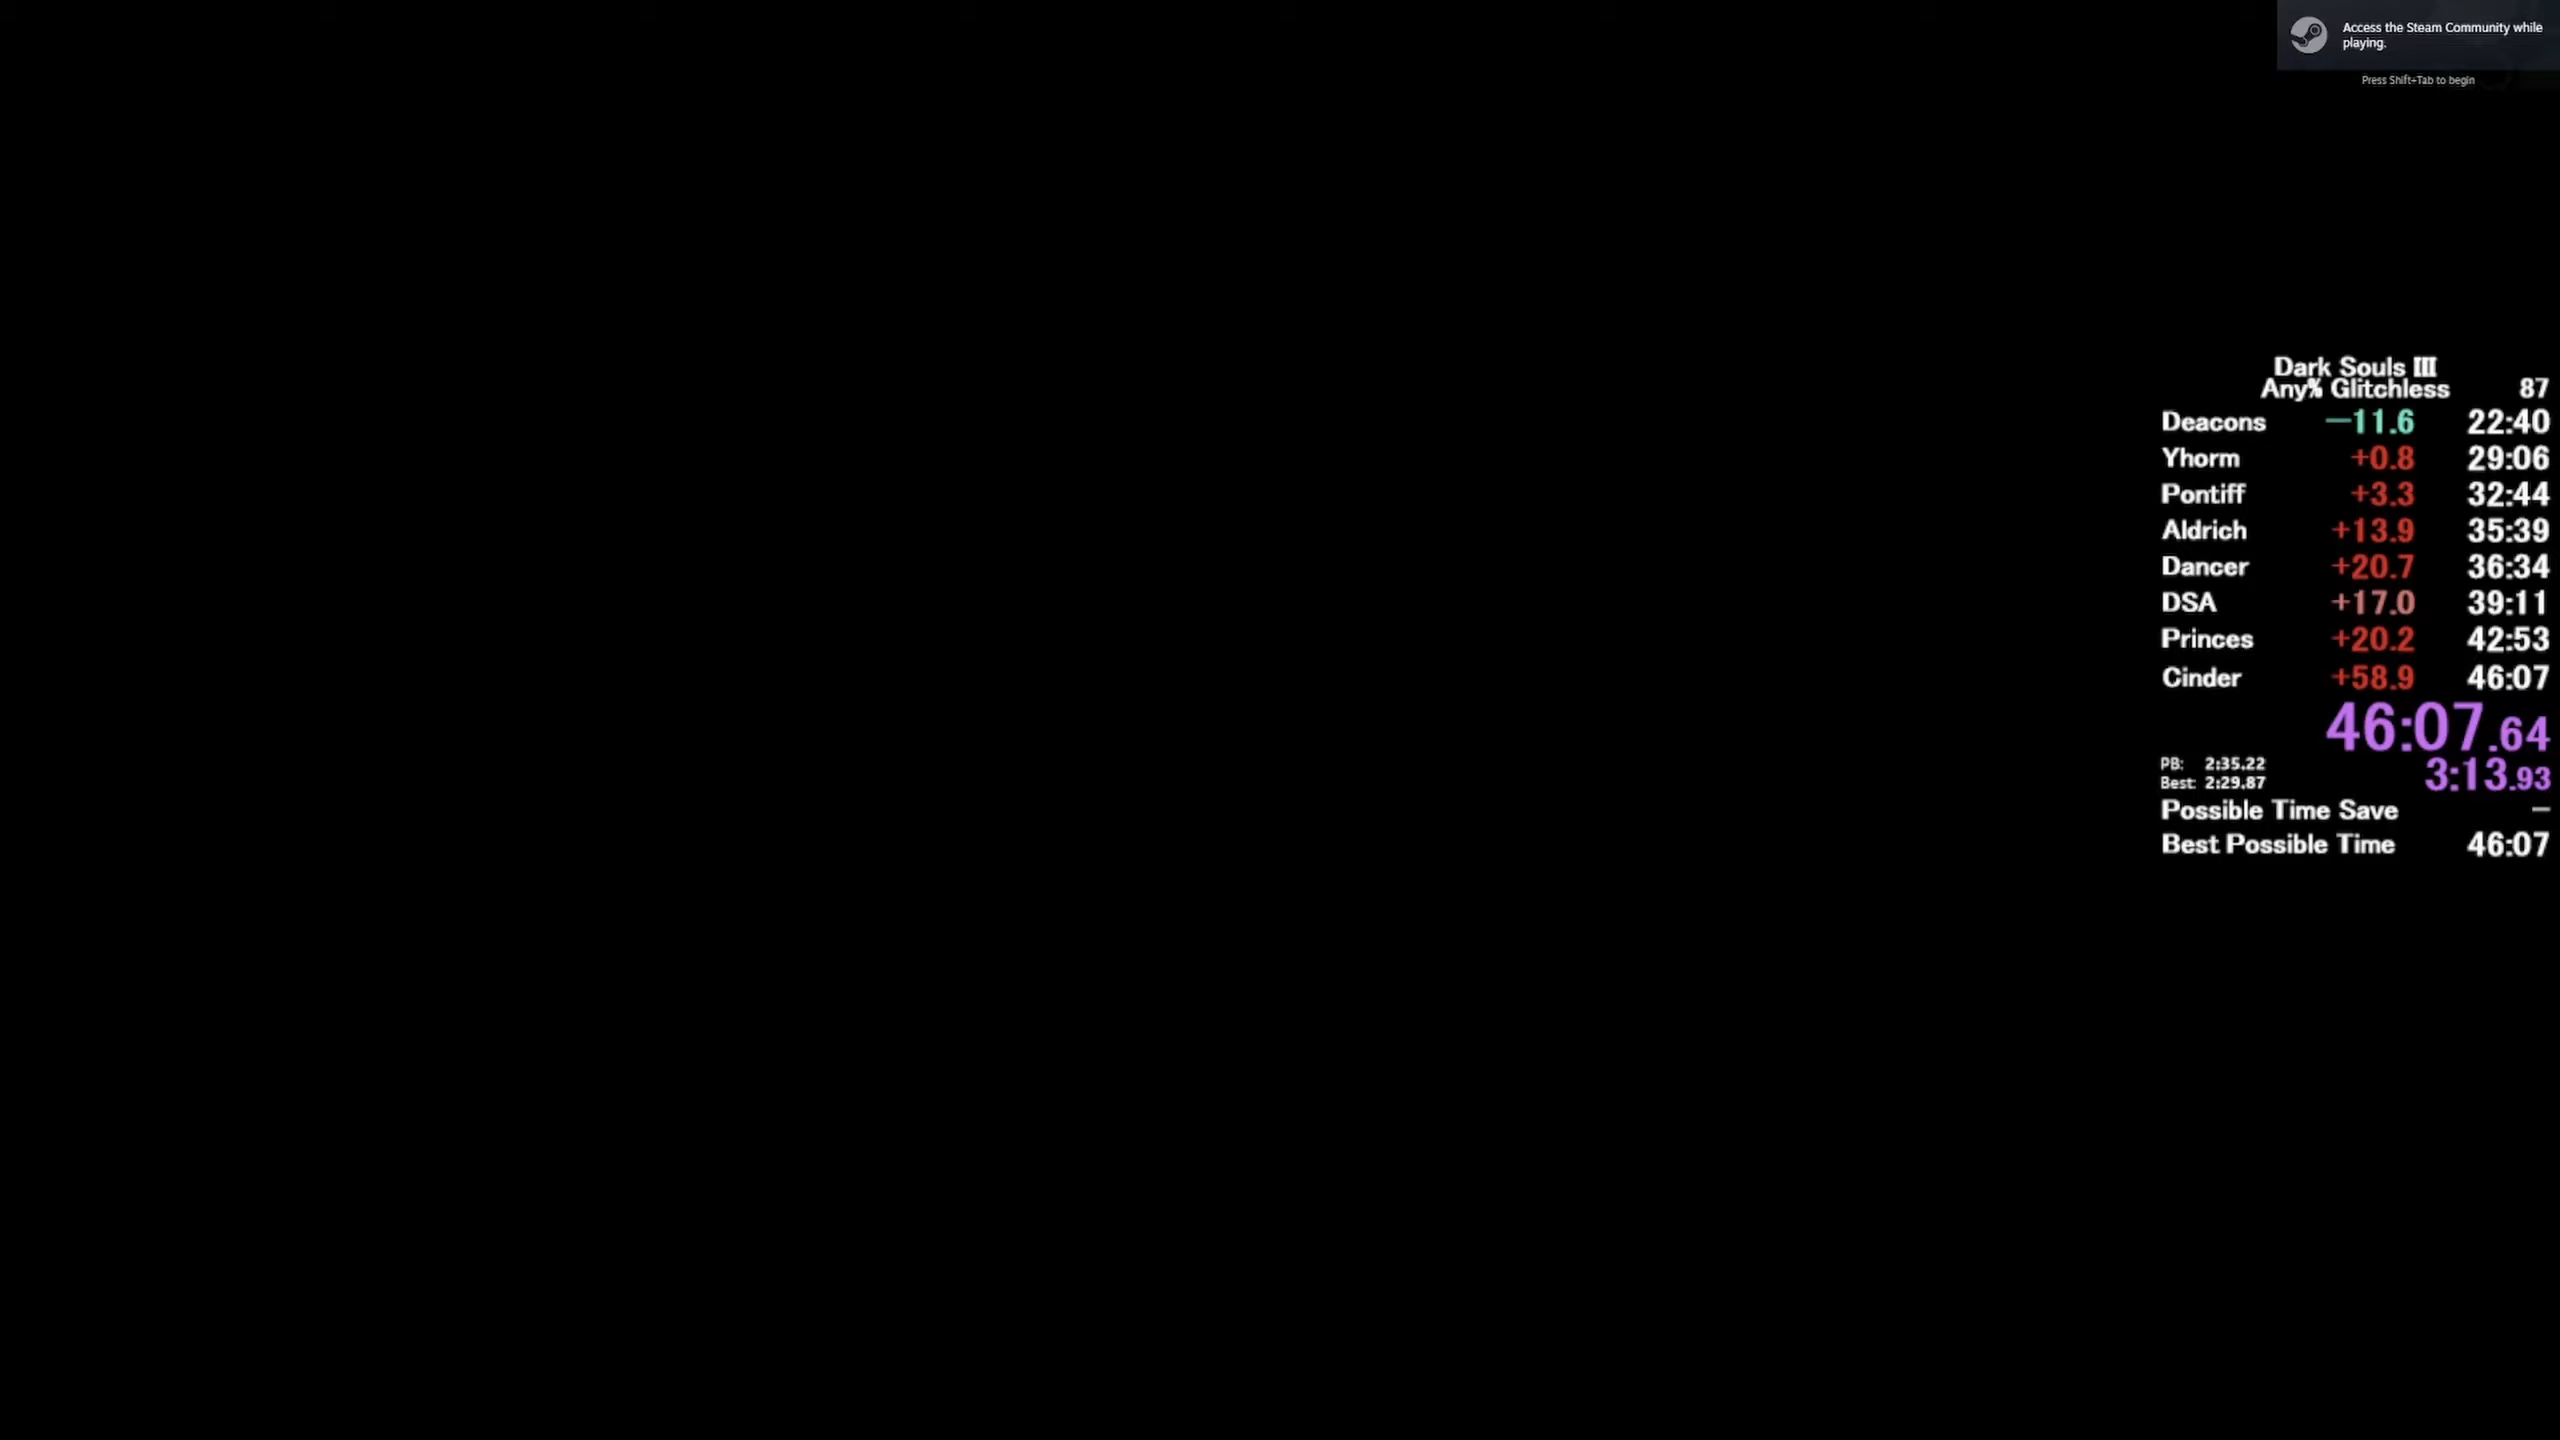 Access the Steam Community while
playing.
Press Shift+Tab to begin
Dark Souls III
Any% Glitchless 87
Deacons −11.6 22:40
Yhorm +0.8 29:06
Pontiff +3.3 32:44
Aldrich +13.9 35:39
Dancer +20.7 36:34
DSA +17.0 39:11
Princes +20.2 42:53
Cinder +58.9 46:07
46:07.64
PB: 2:35.22
Best: 2:29.87
3:13.93
Possible Time Save –
Best Possible Time 46:07